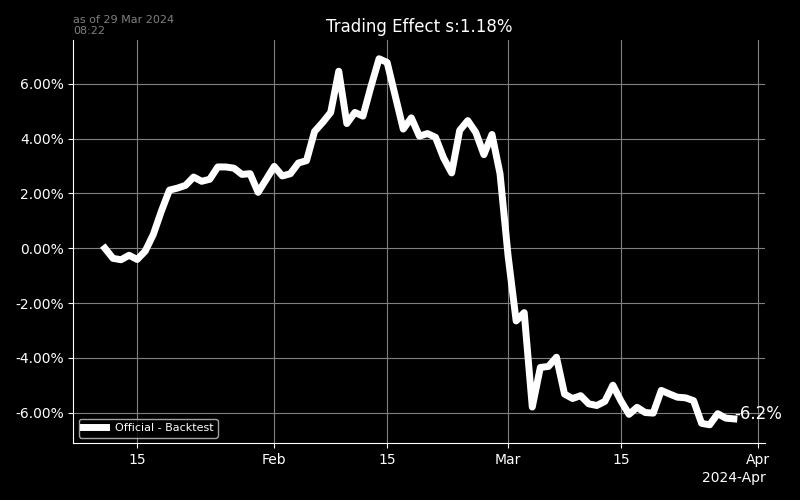 as of 29 Mar 2024
08:22
Trading Effect s:1.18%
6.00%
4.00%
2.00%
0.00%
-2.00%
-4.00%
-6.00%
-6.2%
Official - Backtest
15
Feb
15
Mar
15
Apr
2024-Apr